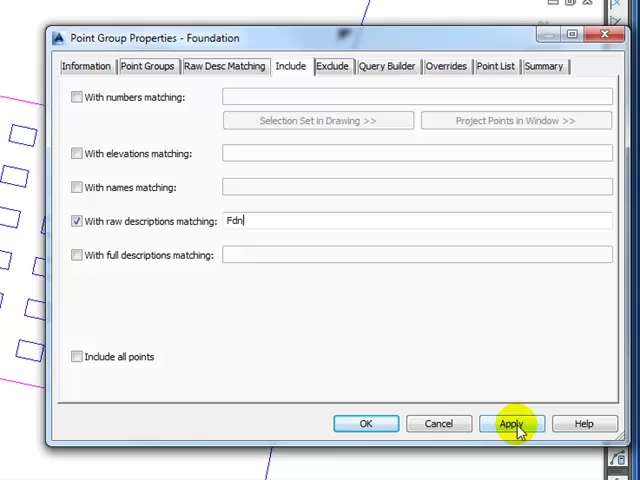 Point Group Properties - Foundation
Information Point Groups Raw Desc Matching Include Exclude Query Builder Overrides Point List Summary
With numbers matching:
Selection Set in Drawing >> Project Points in Window >>
With elevations matching:
With names matching:
With raw descriptions matching: Fdn
With full descriptions matching:
Include all points
OK Cancel Apply Help